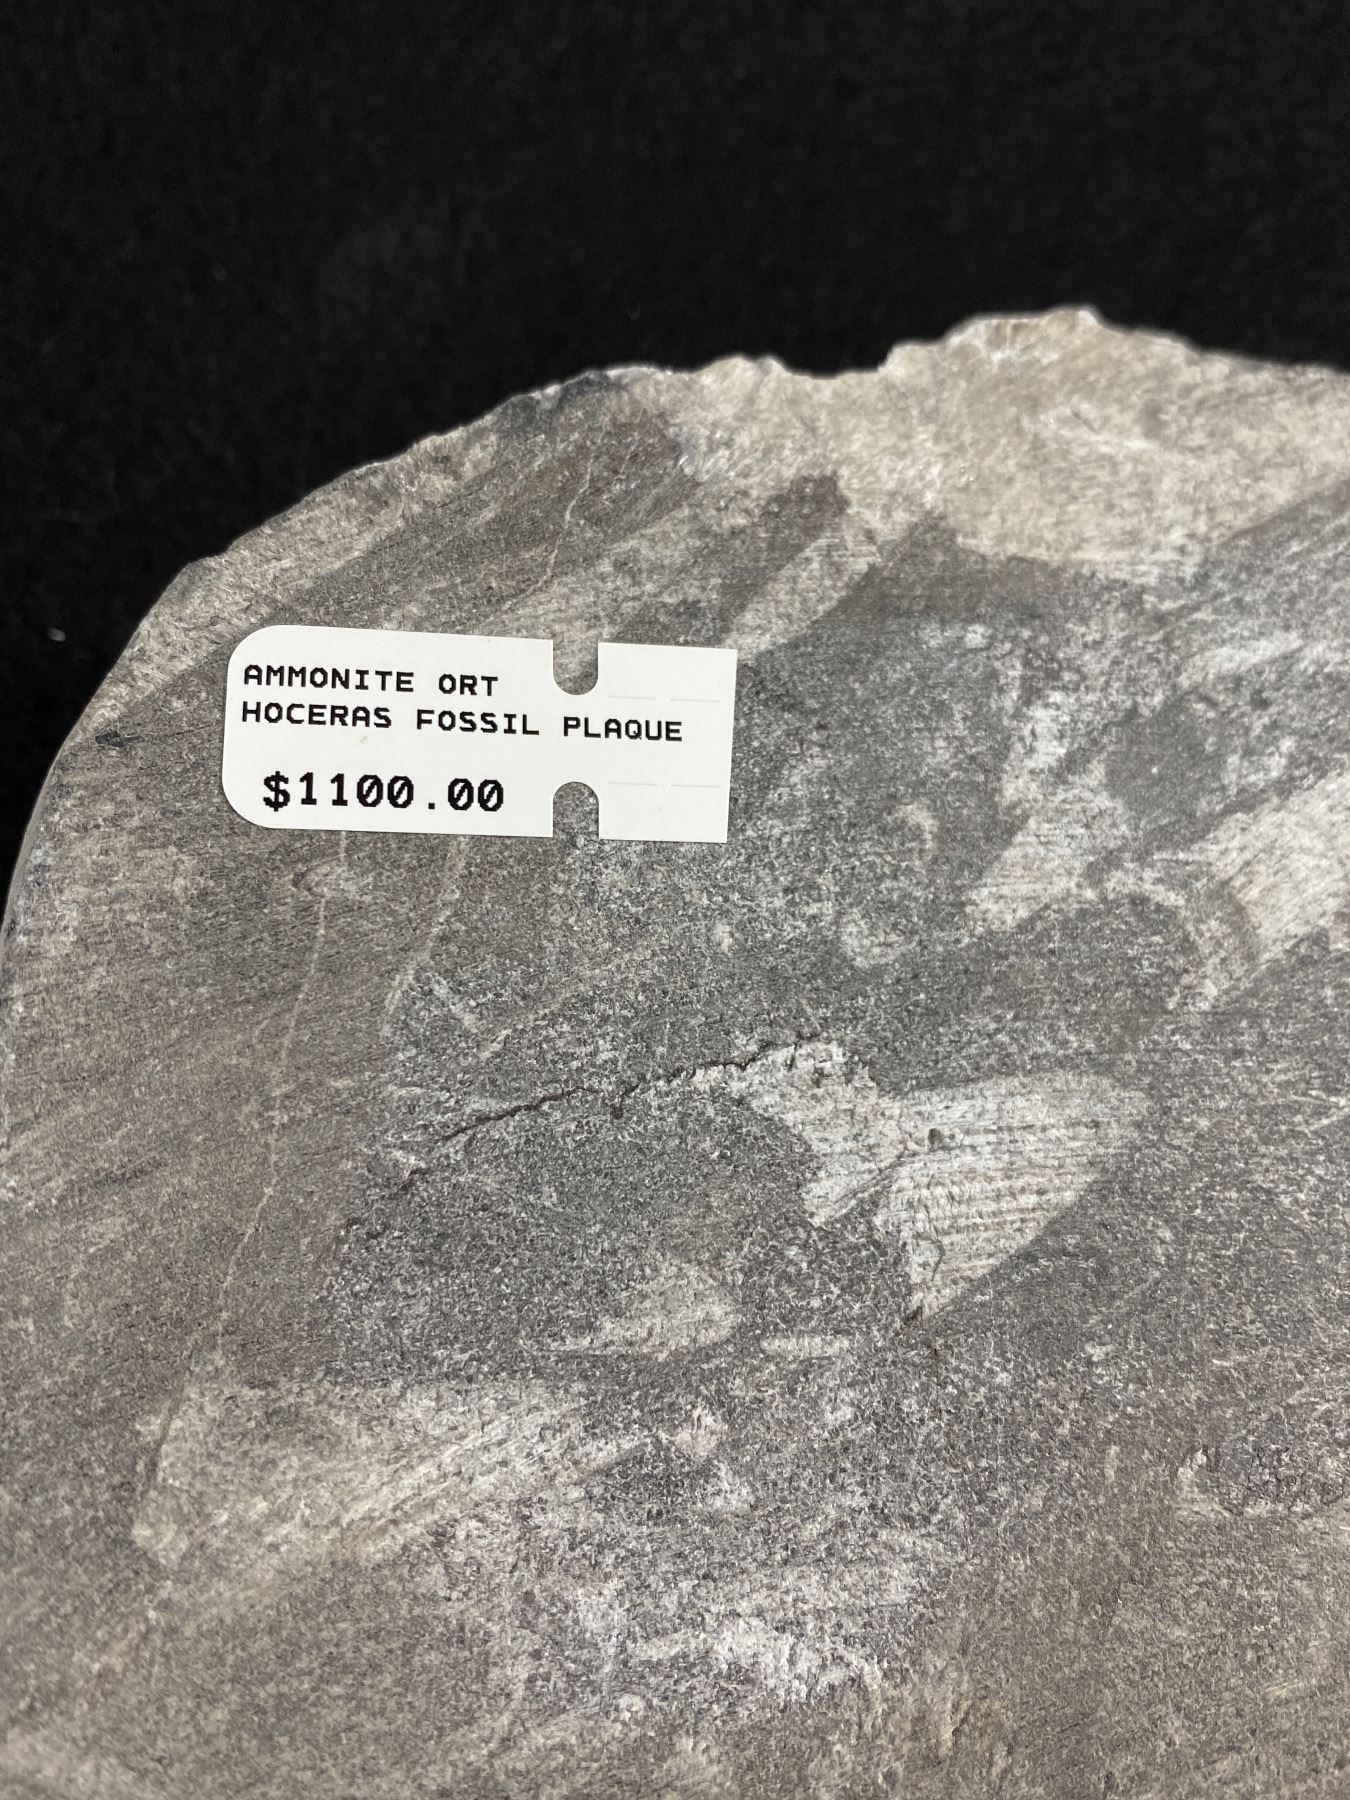 AMMONITE ORT
HOCERAS FOSSIL PLAQUE
$1100.00